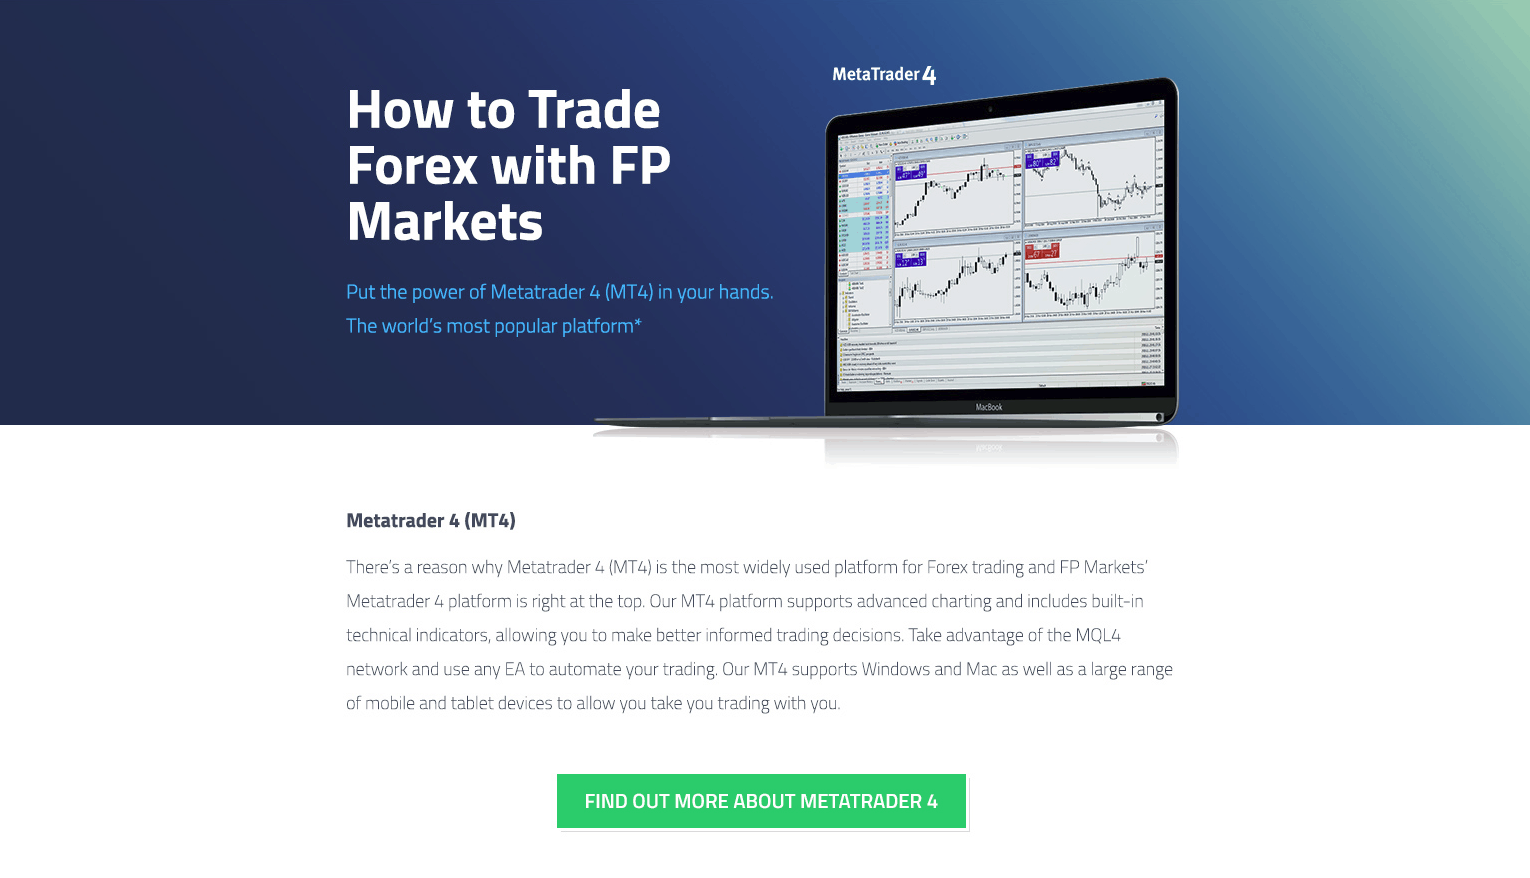 MetaTrader 4
How to Trade
Forex with FP
Markets
Put the power of Metatrader 4 (MT4) in your hands.
The world's most popular platform*
MacBook
Metatrader 4 (MT4)
There's a reason why Metatrader 4 (MT4) is the most widely used platform for Forex trading and FP Markets'
Metatrader 4 platform is right at the top. Our MT4 platform supports advanced charting and includes built-in
technical indicators, allowing you to make better informed trading decisions. Take advantage of the MQL4
network and use any EA to automate your trading. Our MT4 supports Windows and Mac as well as a large range
of mobile and tablet devices to allow you take you trading with you.
FIND OUT MORE ABOUT METATRADER 4